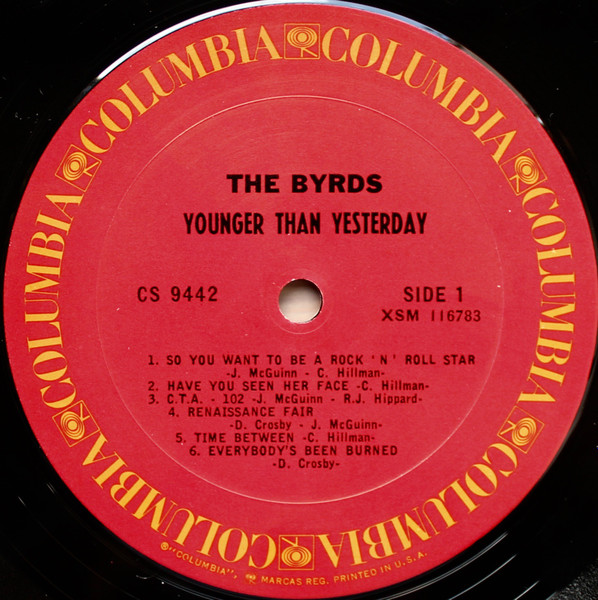 COLUMBIA COLUMBIA COLUMBIA COLUMBIA COLUMBIA COLUMBIA
THE BYRDS
YOUNGER THAN YESTERDAY
CS 9442
SIDE 1
XSM 116783
1. SO YOU WANT TO BE A ROCK 'N' ROLL STAR
-J. McGuinn - C. Hillman-
2. HAVE YOU SEEN HER FACE -C. Hillman-
3. C.T.A. - 102 -J. McGuinn - R.J. Hippard-
4. RENAISSANCE FAIR
-D. Crosby - J. McGuinn-
5. TIME BETWEEN -C. Hillman-
6. EVERYBODY'S BEEN BURNED
-D. Crosby-
®"COLUMBIA", MARCAS REG. PRINTED IN U.S.A.